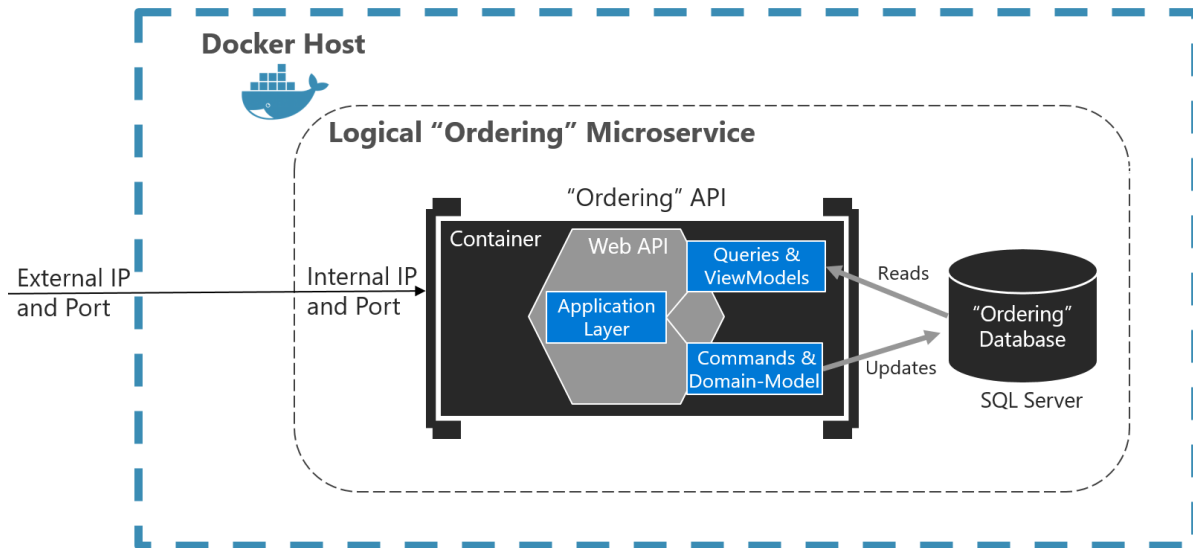 Docker Host
Logical “Ordering” Microservice
“Ordering” API
Container
Web API
Queries &
ViewModels
Reads
External IP
and Port
Internal IP
and Port
Application
Layer
“Ordering”
Database
Commands &
Domain-Model
Updates
SQL Server